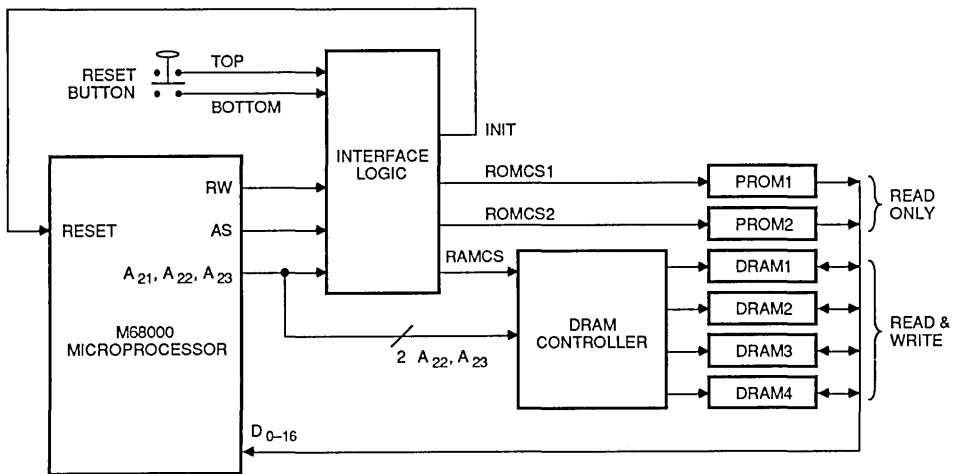 TOP
RESET
BUTTON
BOTTOM
INIT
INTERFACE
LOGIC
RW
ROMCS1
PROM1
READ
ONLY
RESET
AS
ROMCS2
PROM2
RAMCS
A21, A22, A23
DRAM1
M68000
MICROPROCESSOR
DRAM
CONTROLLER
DRAM2
READ &
WRITE
2 A22, A23
DRAM3
DRAM4
D0–16